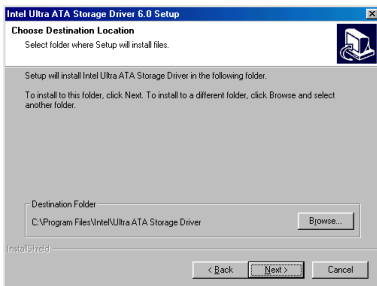 Intel Ultra ATA Storage Driver 6.0 Setup
Choose Destination Location
Select folder where Setup will install files.
Setup will install Intel Ultra ATA Storage Driver in the following folder.
To install to this folder, click Next. To install to a different folder, click Browse and select
another folder.
Destination Folder
C:\Program Files\Intel\Ultra ATA Storage Driver
Browse...
InstallShield
< Back
Next >
Cancel